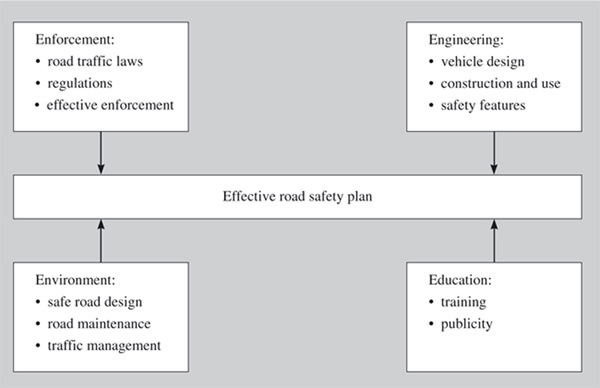 Enforcement:
• road traffic laws
• regulations
• effective enforcement
Engineering:
• vehicle design
• construction and use
• safety features
Effective road safety plan
Environment:
• safe road design
• road maintenance
• traffic management
Education:
• training
• publicity